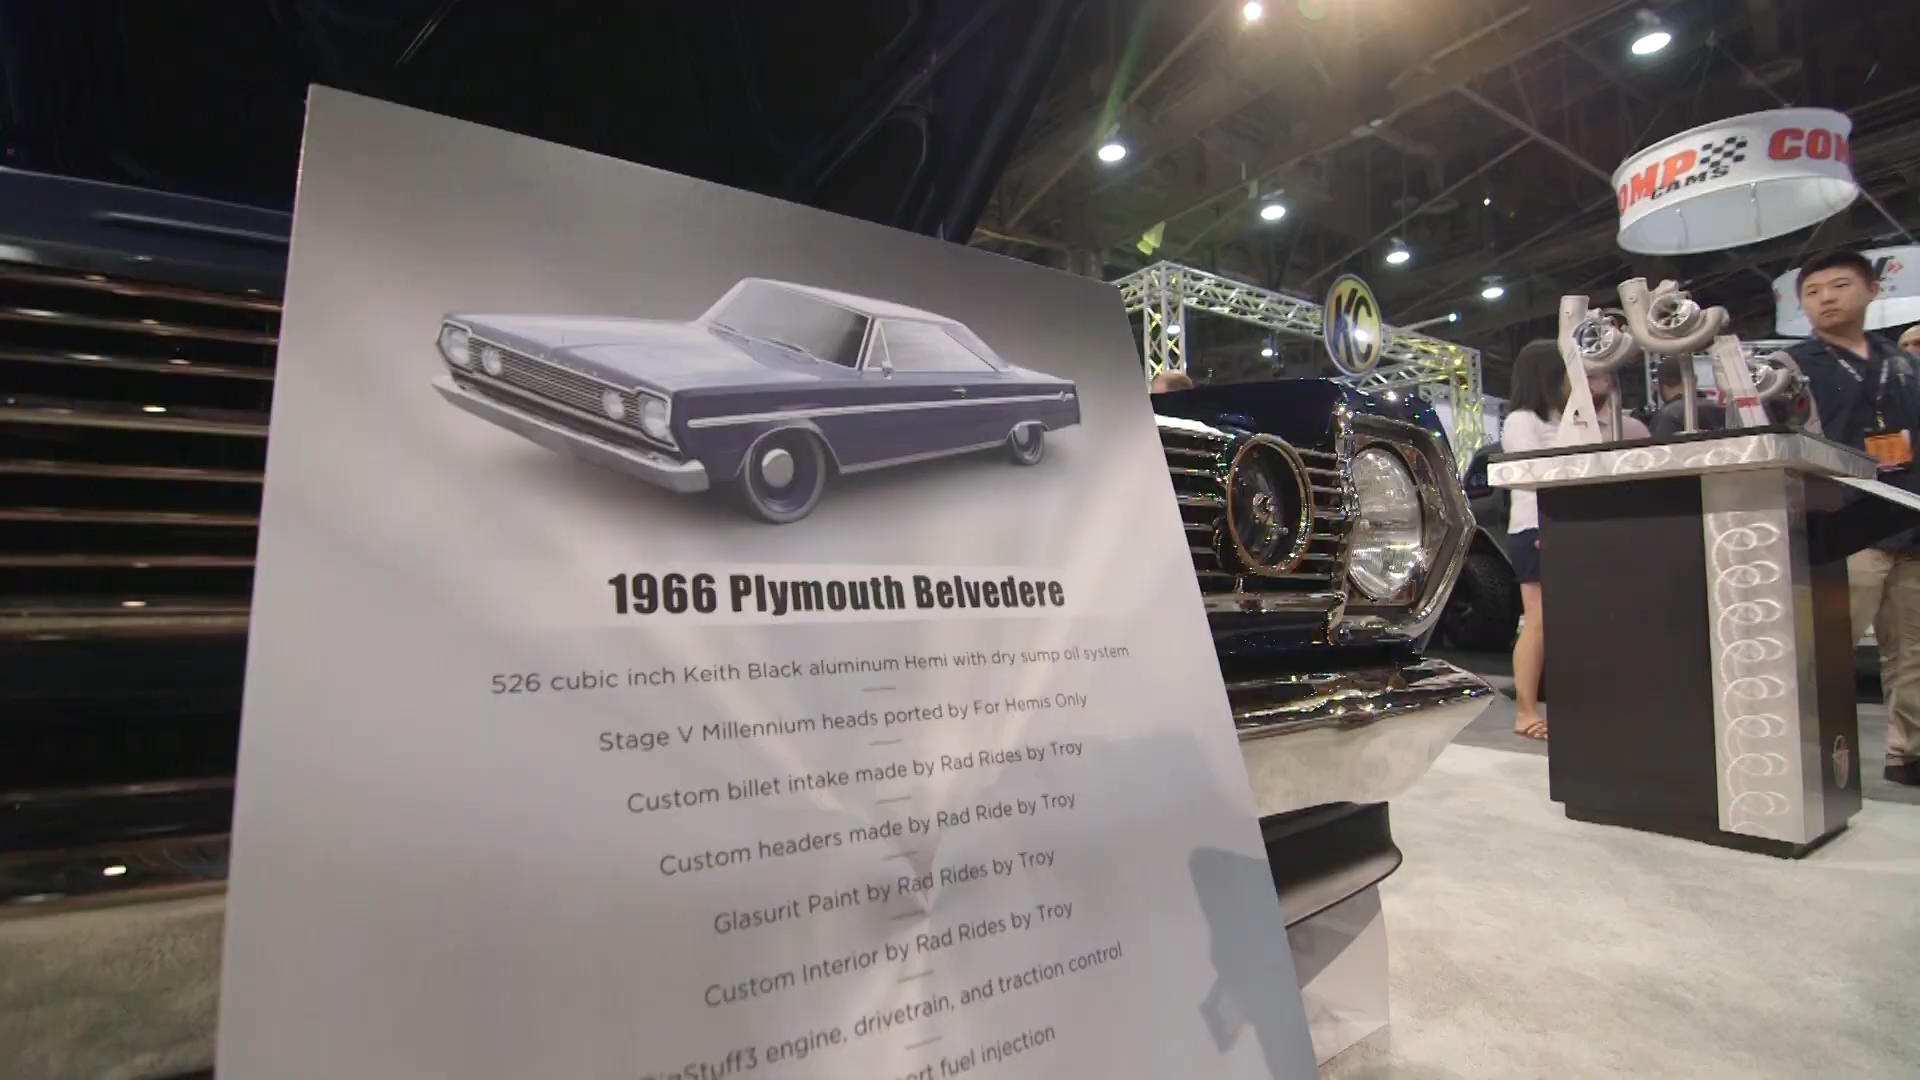 1966 Plymouth Belvedere
526 cubic inch Keith Black aluminum Hemi with dry sump oil system
Stage V Millennium heads ported by For Hemis Only
Custom billet intake made by Rad Rides by Troy
Custom headers made by Rad Ride by Troy
Glasurit Paint by Rad Rides by Troy
Custom Interior by Rad Rides by Troy
engine, drivetrain, and traction control
fuel injection
KC
COMP
CAMS